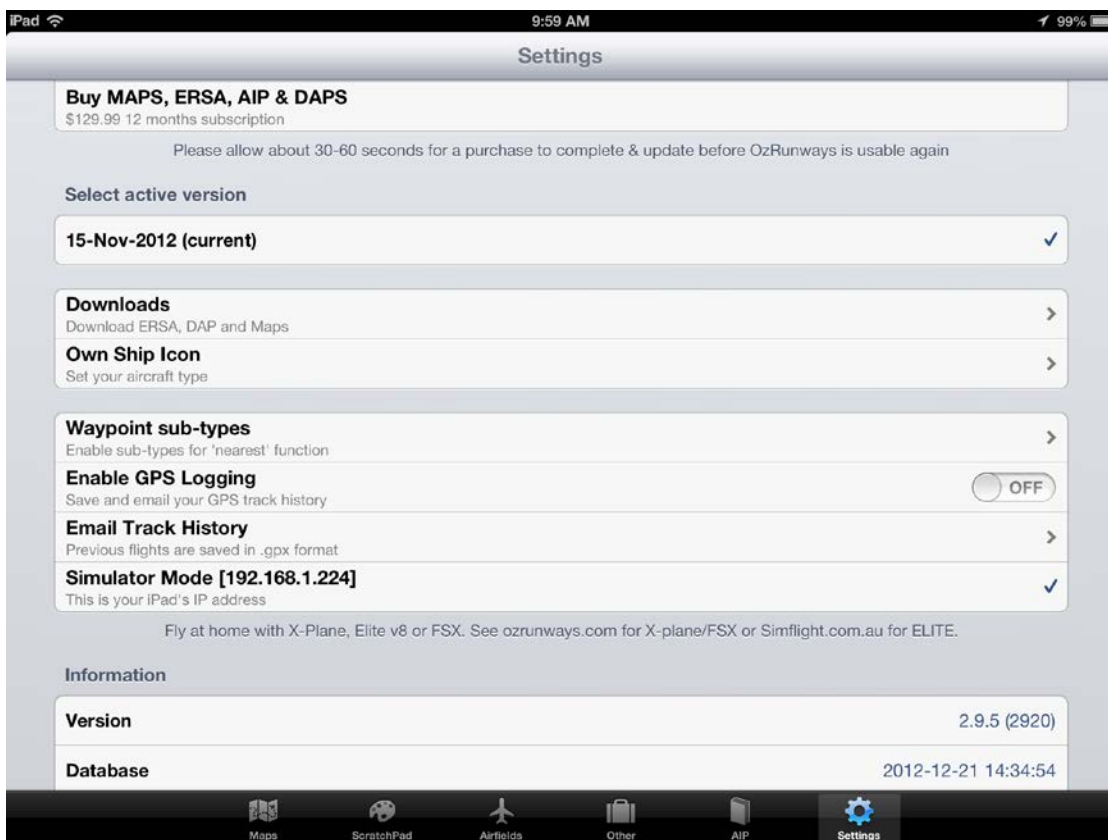 iPad 9:59 AM 99%
Settings
Buy MAPS, ERSA, AIP & DAPS
$129.99 12 months subscription
Please allow about 30-60 seconds for a purchase to complete & update before OzRunways is usable again
Select active version
15-Nov-2012 (current)
Downloads
Download ERSA, DAP and Maps
Own Ship Icon
Set your aircraft type
Waypoint sub-types
Enable sub-types for 'nearest' function
Enable GPS Logging OFF
Save and email your GPS track history
Email Track History
Previous flights are saved in .gpx format
Simulator Mode [192.168.1.224]
This is your iPad's IP address
Fly at home with X-Plane, Elite v8 or FSX. See ozrunways.com for X-plane/FSX or Simflight.com.au for ELITE.
Information
Version 2.9.5 (2920)
Database 2012-12-21 14:34:54
Maps ScratchPad Airfields Other AIP Settings